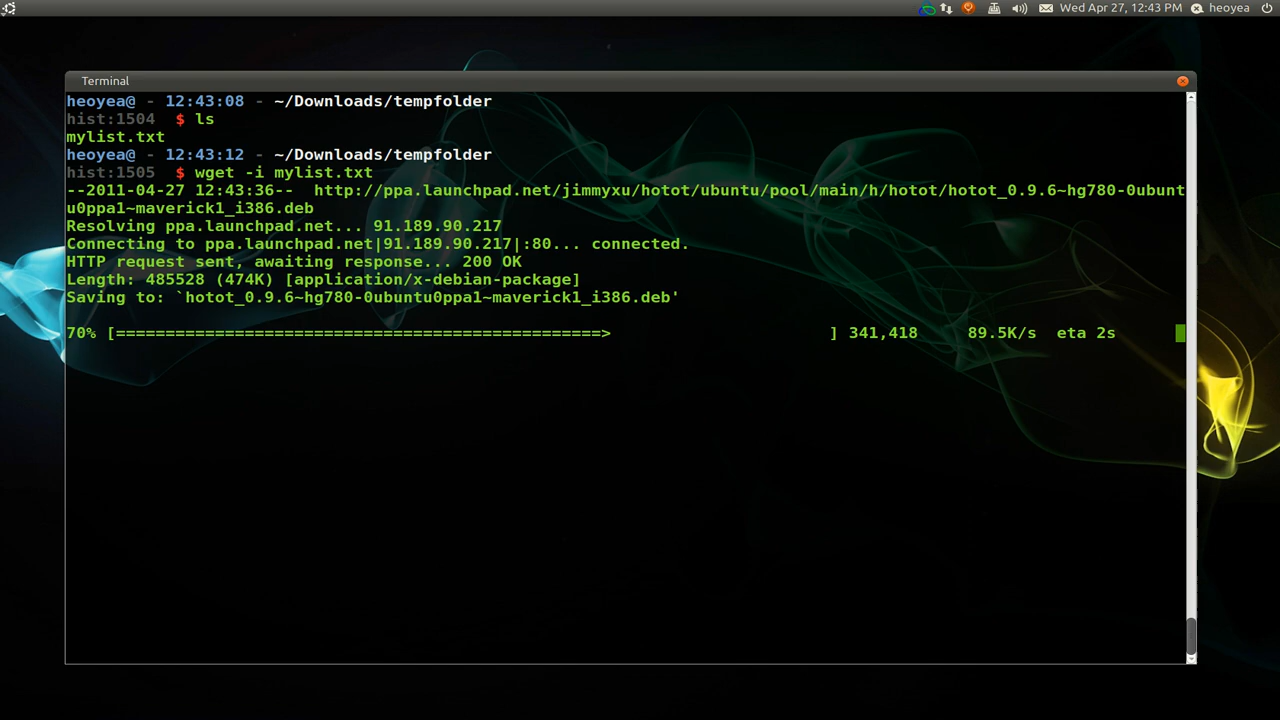 Wed Apr 27, 12:43 PM heoyea
Terminal
heoyea@ - 12:43:08 - ~/Downloads/tempfolder
hist:1504  $ ls
mylist.txt
heoyea@ - 12:43:12 - ~/Downloads/tempfolder
hist:1505  $ wget -i mylist.txt
--2011-04-27 12:43:36--  http://ppa.launchpad.net/jimmyxu/hotot/ubuntu/pool/main/h/hotot/hotot_0.9.6~hg780-0ubunt
u0ppa1~maverick1_i386.deb
Resolving ppa.launchpad.net... 91.189.90.217
Connecting to ppa.launchpad.net|91.189.90.217|:80... connected.
HTTP request sent, awaiting response... 200 OK
Length: 485528 (474K) [application/x-debian-package]
Saving to: `hotot_0.9.6~hg780-0ubuntu0ppa1~maverick1_i386.deb'
70% [=================================================>                      ] 341,418     89.5K/s  eta 2s